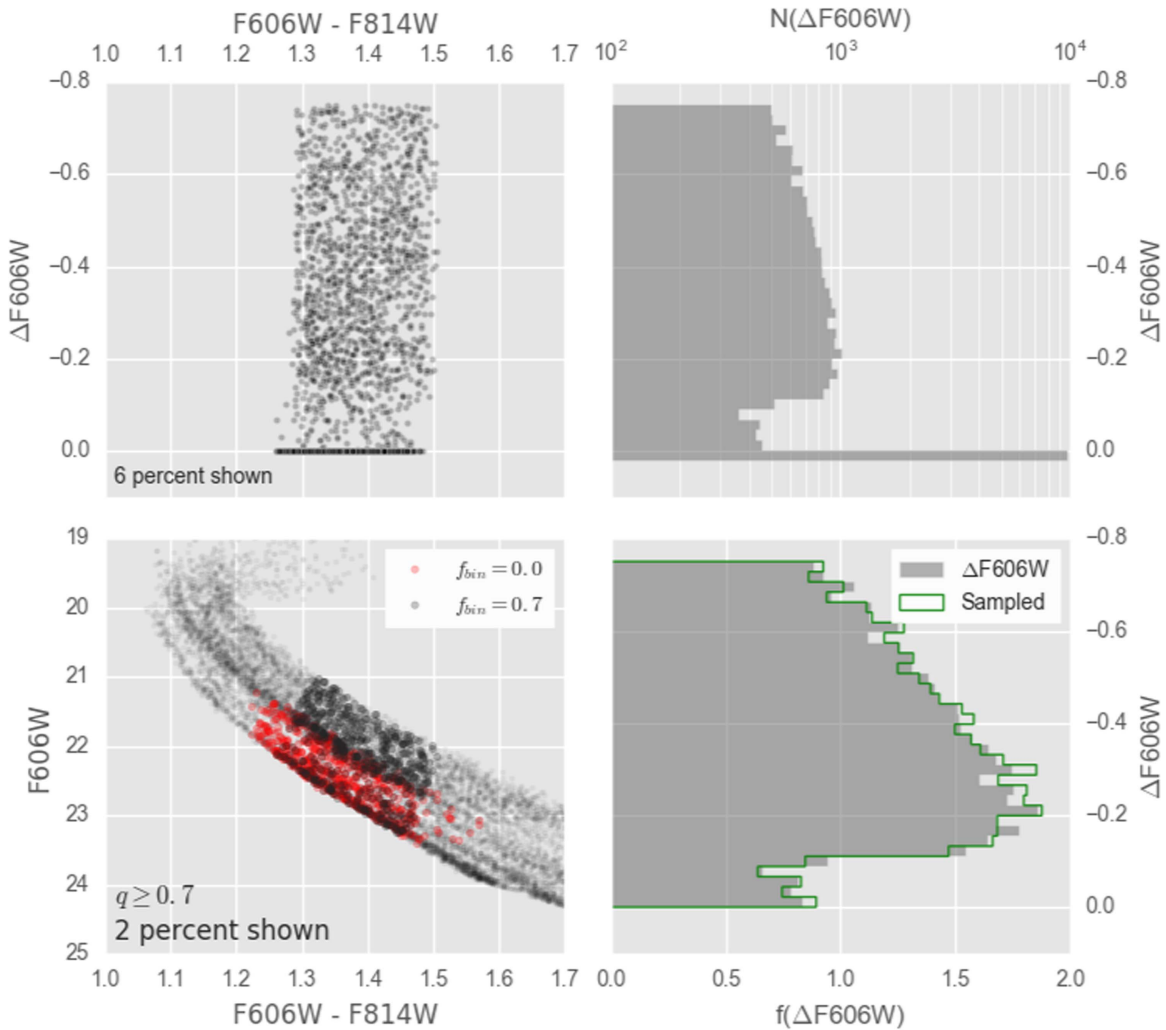 F606W - F814W
1.0 1.1 1.2 1.3 1.4 1.5 1.6 1.7
−0.8
−0.6
−0.4
−0.2
0.0
ΔF606W
6 percent shown
N(ΔF606W)
10² 10³ 10⁴
−0.8
−0.6
−0.4
−0.2
0.0
ΔF606W
19
20
21
22
23
24
25
F606W
f_bin = 0.0
f_bin = 0.7
q ≥ 0.7
2 percent shown
1.0 1.1 1.2 1.3 1.4 1.5 1.6 1.7
F606W - F814W
ΔF606W
Sampled
−0.8
−0.6
−0.4
−0.2
0.0
ΔF606W
0.0 0.5 1.0 1.5 2.0
f(ΔF606W)